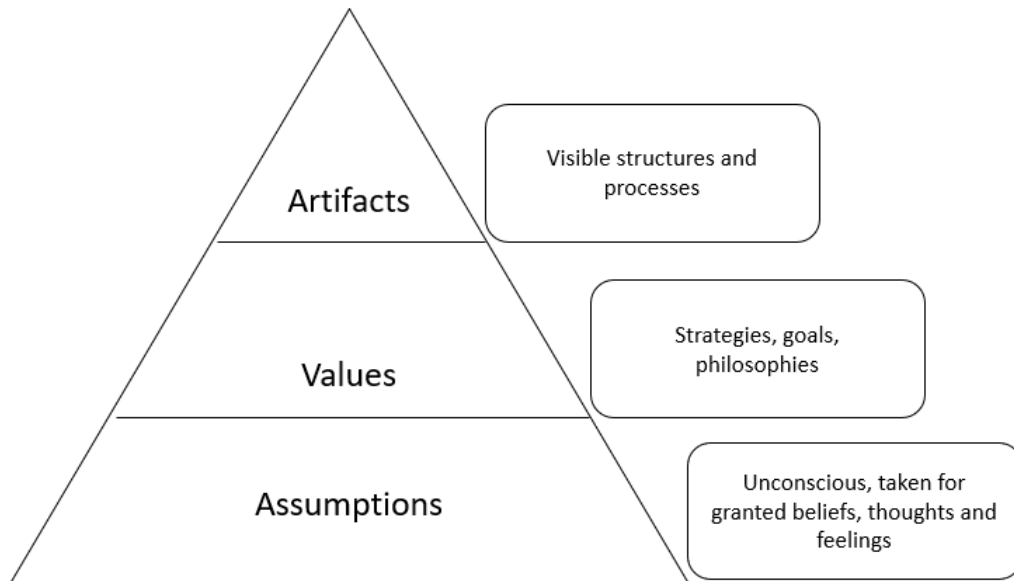 Artifacts
Visible structures and
processes
Values
Strategies, goals,
philosophies
Assumptions
Unconscious, taken for
granted beliefs, thoughts and
feelings